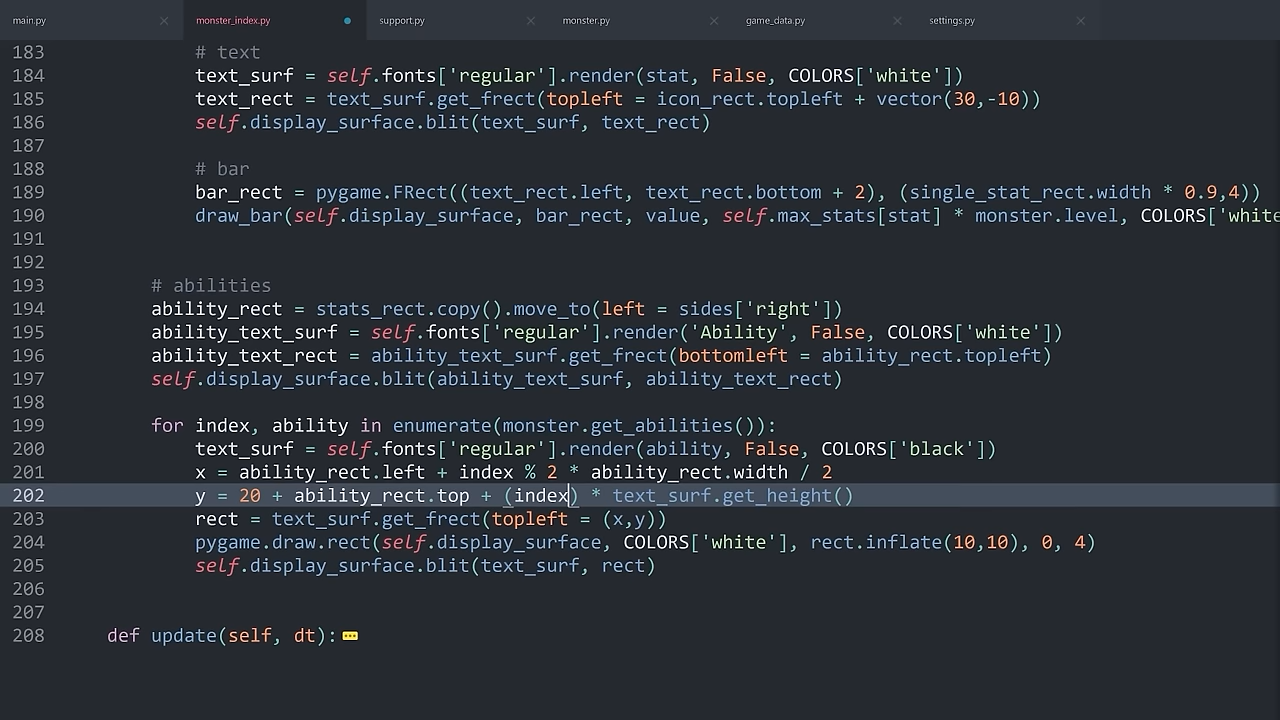 main.py
monster_index.py
support.py
monster.py
game_data.py
settings.py
183 # text
184 text_surf = self.fonts['regular'].render(stat, False, COLORS['white'])
185 text_rect = text_surf.get_frect(topleft = icon_rect.topleft + vector(30,-10))
186 self.display_surface.blit(text_surf, text_rect)
187
188 # bar
189 bar_rect = pygame.FRect((text_rect.left, text_rect.bottom + 2), (single_stat_rect.width * 0.9,4))
190 draw_bar(self.display_surface, bar_rect, value, self.max_stats[stat] * monster.level, COLORS['white
191
192
193 # abilities
194 ability_rect = stats_rect.copy().move_to(left = sides['right'])
195 ability_text_surf = self.fonts['regular'].render('Ability', False, COLORS['white'])
196 ability_text_rect = ability_text_surf.get_frect(bottomleft = ability_rect.topleft)
197 self.display_surface.blit(ability_text_surf, ability_text_rect)
198
199 for index, ability in enumerate(monster.get_abilities()):
200 text_surf = self.fonts['regular'].render(ability, False, COLORS['black'])
201 x = ability_rect.left + index % 2 * ability_rect.width / 2
202 y = 20 + ability_rect.top + (index) * text_surf.get_height()
203 rect = text_surf.get_frect(topleft = (x,y))
204 pygame.draw.rect(self.display_surface, COLORS['white'], rect.inflate(10,10), 0, 4)
205 self.display_surface.blit(text_surf, rect)
206
207
208 def update(self, dt):